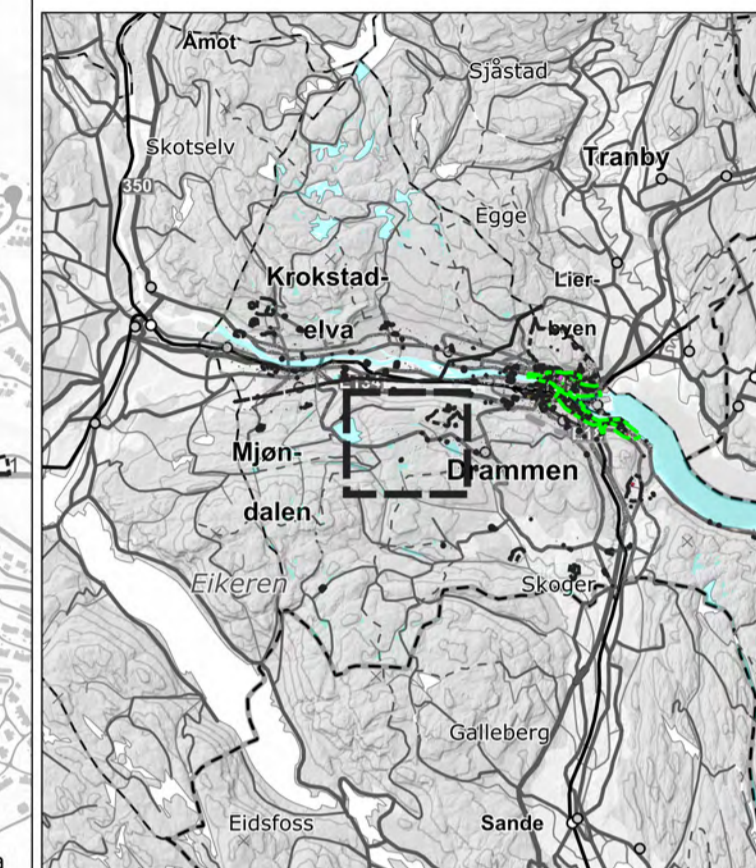 Åmot
Sjåstad
Skotselv
Tranby
350
Egge
Krokstad-
elva
Lier-
byen
Mjøn-
dalen
Drammen
Eikeren
Skoger
Galleberg
Eidsfoss
Sande